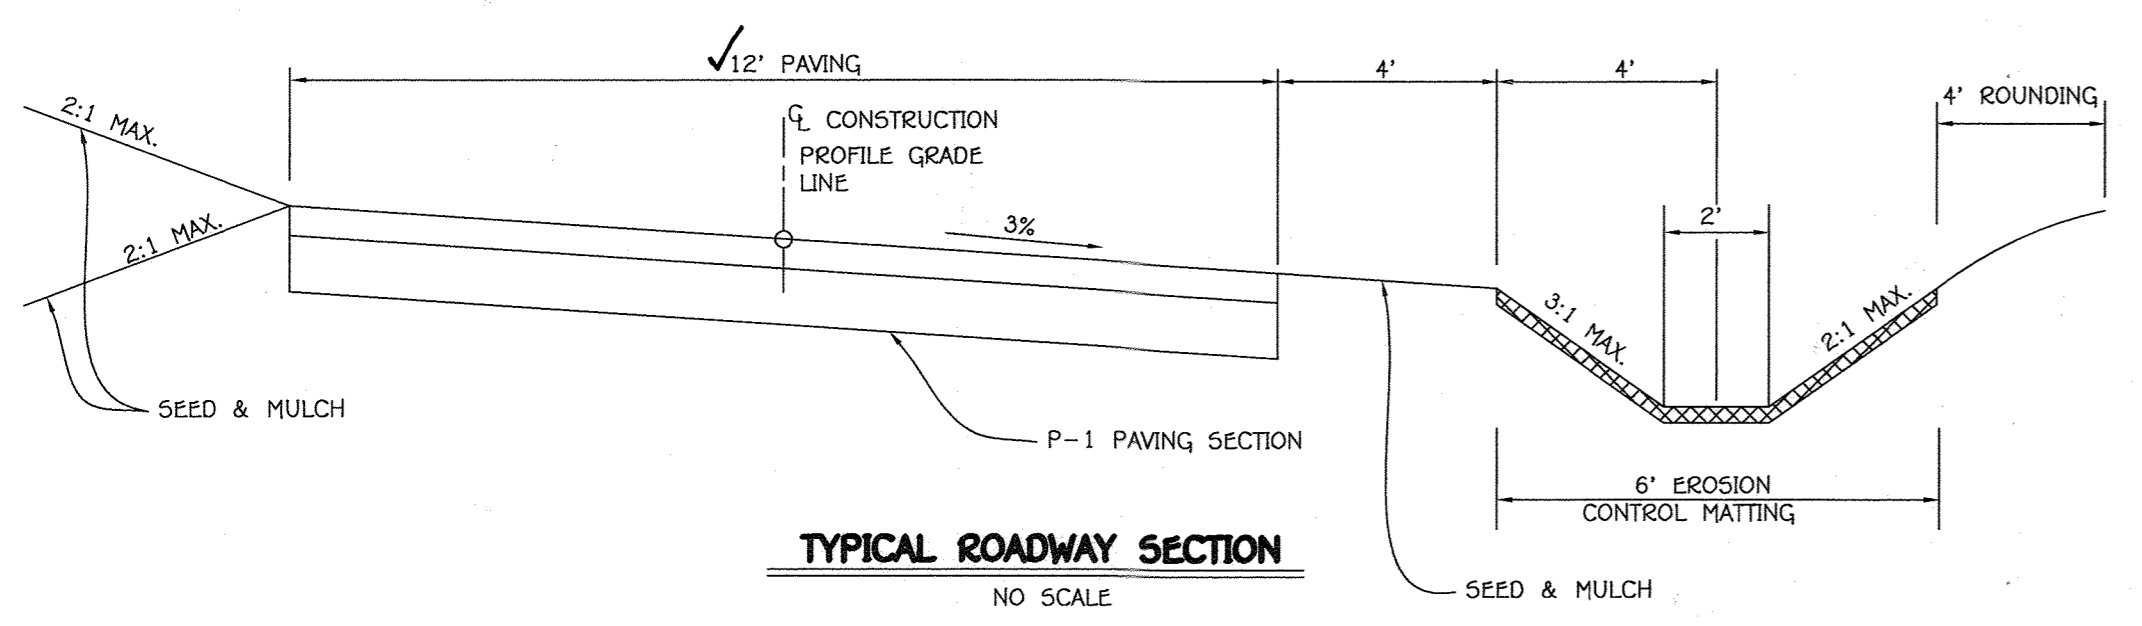 ✓12' PAVING
4'
4'
4' ROUNDING
2:1 MAX.
℄ CONSTRUCTION
PROFILE GRADE
LINE
2:1 MAX.
3%
2'
3:1 MAX.
2:1 MAX.
SEED & MULCH
P-1 PAVING SECTION
6' EROSION
CONTROL MATTING
TYPICAL ROADWAY SECTION
NO SCALE
SEED & MULCH